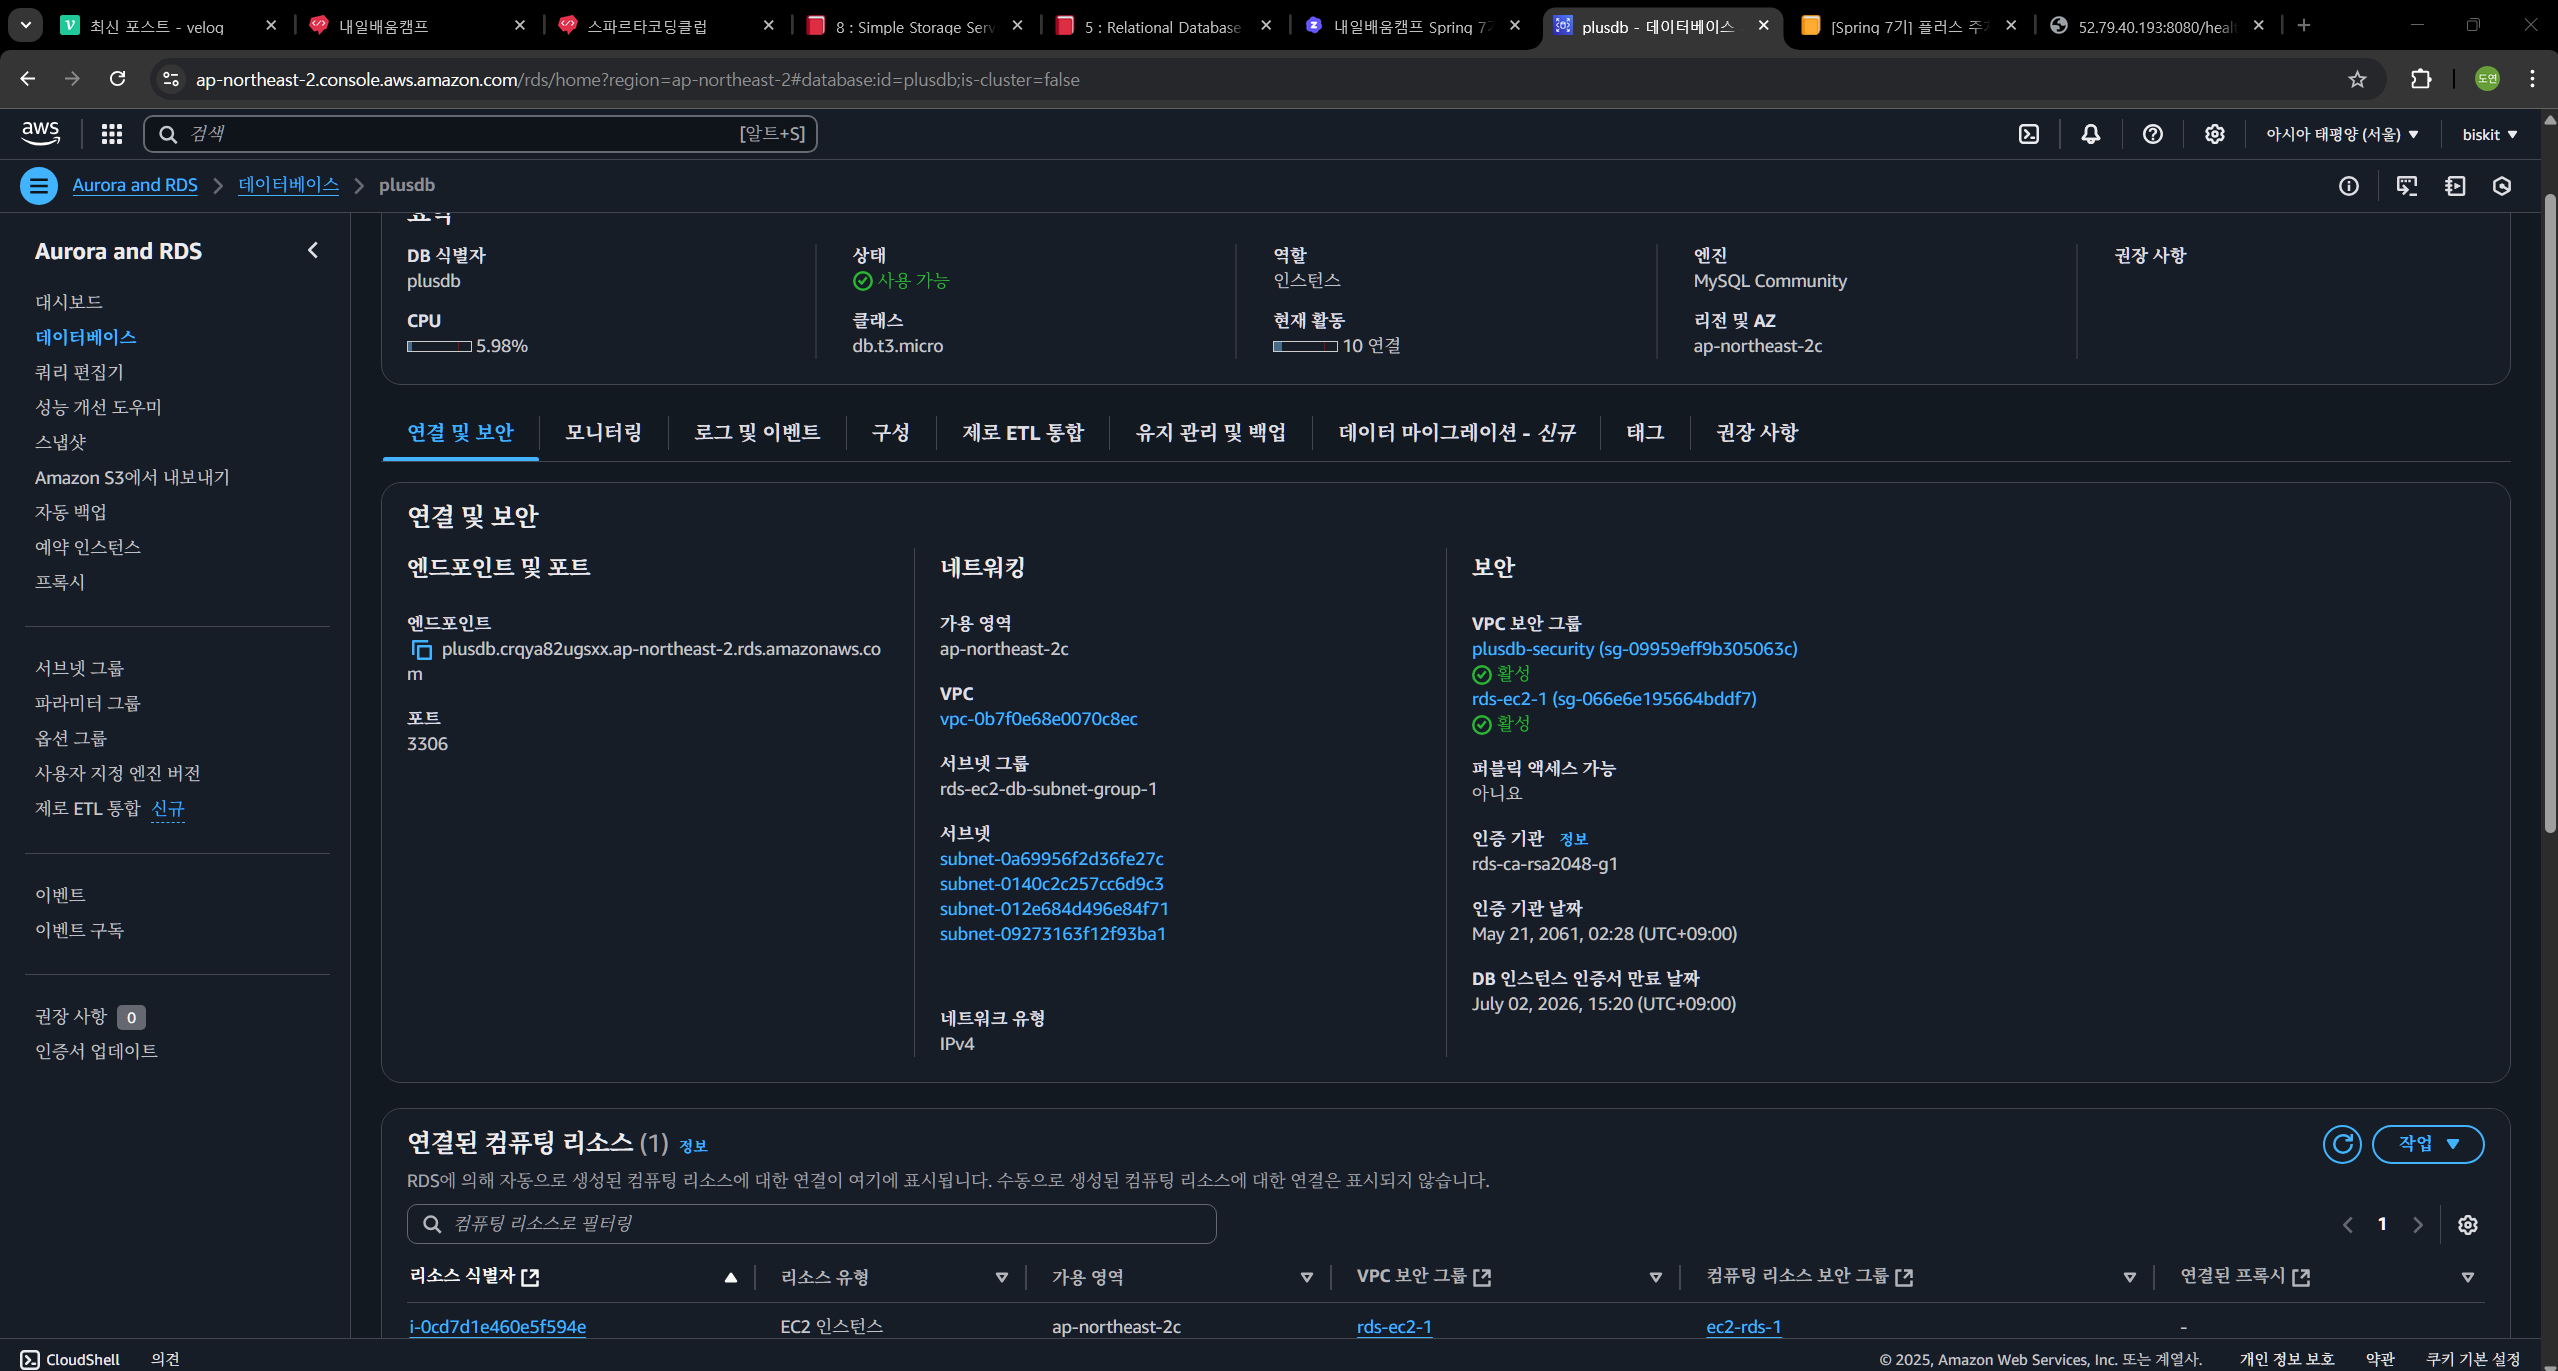 최신 포스트 - velog
내일배움캠프
스파르타코딩클럽
8 : Simple Storage Serv
5 : Relational Database
내일배움캠프 Spring 7기
plusdb - 데이터베이스
[Spring 7기] 플러스 주
52.79.40.193:8080/heal
ap-northeast-2.console.aws.amazon.com/rds/home?region=ap-northeast-2#database:id=plusdb;is-cluster=false
도연
aws
검색
[알트+S]
아시아 태평양 (서울)
biskit
Aurora and RDS
데이터베이스
plusdb
Aurora and RDS
대시보드
데이터베이스
쿼리 편집기
성능 개선 도우미
스냅샷
Amazon S3에서 내보내기
자동 백업
예약 인스턴스
프록시
서브넷 그룹
파라미터 그룹
옵션 그룹
사용자 지정 엔진 버전
제로 ETL 통합 신규
이벤트
이벤트 구독
권장 사항 0
인증서 업데이트
요약
DB 식별자
plusdb
상태
사용 가능
역할
인스턴스
엔진
MySQL Community
권장 사항
CPU
5.98%
클래스
db.t3.micro
현재 활동
10 연결
리전 및 AZ
ap-northeast-2c
연결 및 보안
모니터링
로그 및 이벤트
구성
제로 ETL 통합
유지 관리 및 백업
데이터 마이그레이션 - 신규
태그
권장 사항
연결 및 보안
엔드포인트 및 포트
엔드포인트
plusdb.crqya82ugsxx.ap-northeast-2.rds.amazonaws.co
m
포트
3306
네트워킹
가용 영역
ap-northeast-2c
VPC
vpc-0b7f0e68e0070c8ec
서브넷 그룹
rds-ec2-db-subnet-group-1
서브넷
subnet-0a69956f2d36fe27c
subnet-0140c2c257cc6d9c3
subnet-012e684d496e84f71
subnet-09273163f12f93ba1
네트워크 유형
IPv4
보안
VPC 보안 그룹
plusdb-security (sg-09959eff9b305063c)
활성
rds-ec2-1 (sg-066e6e195664bddf7)
활성
퍼블릭 액세스 가능
아니요
인증 기관 정보
rds-ca-rsa2048-g1
인증 기관 날짜
May 21, 2061, 02:28 (UTC+09:00)
DB 인스턴스 인증서 만료 날짜
July 02, 2026, 15:20 (UTC+09:00)
연결된 컴퓨팅 리소스 (1) 정보
작업
RDS에 의해 자동으로 생성된 컴퓨팅 리소스에 대한 연결이 여기에 표시됩니다. 수동으로 생성된 컴퓨팅 리소스에 대한 연결은 표시되지 않습니다.
컴퓨팅 리소스로 필터링
1
리소스 식별자
리소스 유형
가용 영역
VPC 보안 그룹
컴퓨팅 리소스 보안 그룹
연결된 프록시
i-0cd7d1e460e5f594e
EC2 인스턴스
ap-northeast-2c
rds-ec2-1
ec2-rds-1
-
CloudShell
의견
© 2025, Amazon Web Services, Inc. 또는 계열사.
개인 정보 보호
약관
쿠키 기본 설정